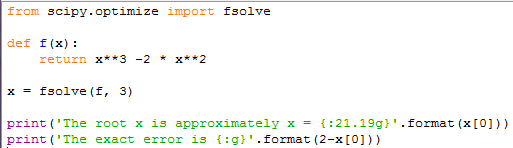 from scipy.optimize import fsolve
def f(x):
    return x**3 -2 * x**2
x = fsolve(f, 3)
print('The root x is approximately x = {:21.19g}'.format(x[0]))
print('The exact error is {:g}'.format(2-x[0]))